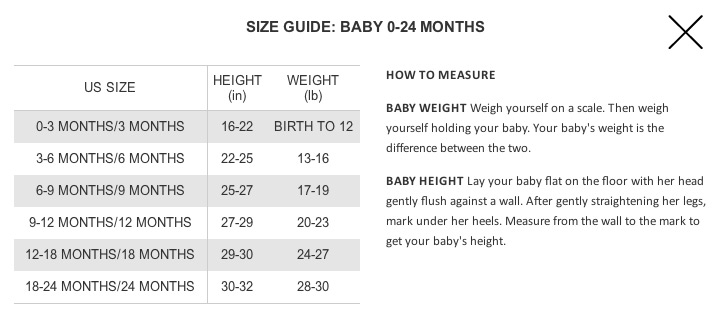 SIZE GUIDE: BABY 0-24 MONTHS
US SIZE HEIGHT (in) WEIGHT (lb)
0-3 MONTHS/3 MONTHS 16-22 BIRTH TO 12
3-6 MONTHS/6 MONTHS 22-25 13-16
6-9 MONTHS/9 MONTHS 25-27 17-19
9-12 MONTHS/12 MONTHS 27-29 20-23
12-18 MONTHS/18 MONTHS 29-30 24-27
18-24 MONTHS/24 MONTHS 30-32 28-30
HOW TO MEASURE
BABY WEIGHT Weigh yourself on a scale. Then weigh
yourself holding your baby. Your baby's weight is the
difference between the two.
BABY HEIGHT Lay your baby flat on the floor with her head
gently flush against a wall. After gently straightening her legs,
mark under her heels. Measure from the wall to the mark to
get your baby's height.